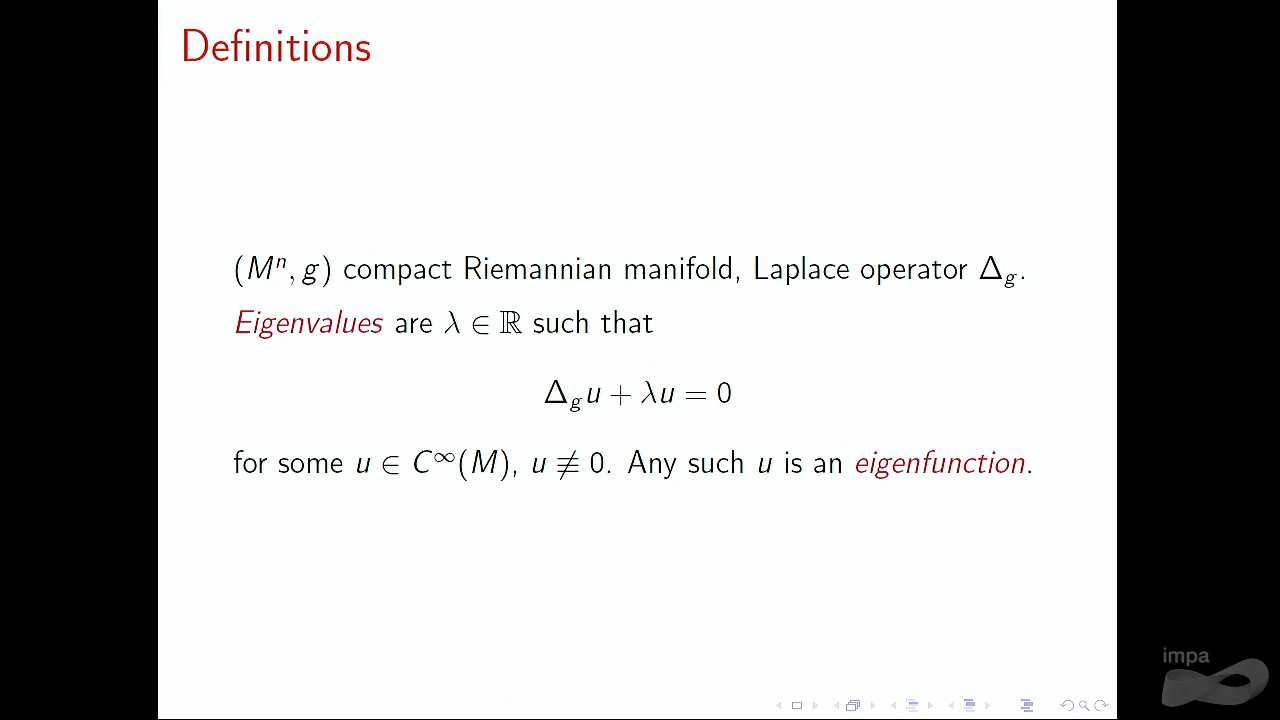 Definitions
(Mⁿ, g) compact Riemannian manifold, Laplace operator Δ_g.
Eigenvalues are λ ∈ ℝ such that
Δ_g u + λu = 0
for some u ∈ C^∞(M), u ≢ 0. Any such u is an eigenfunction.
impa